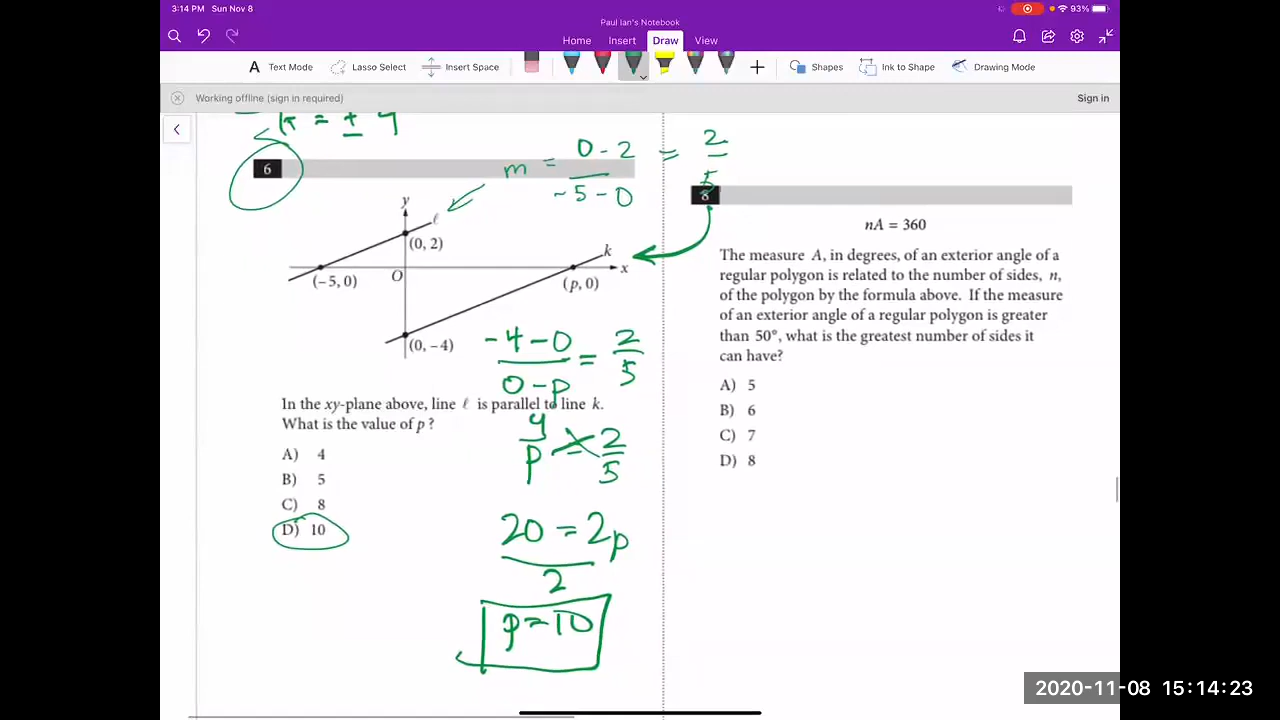 3:14 PM Sun Nov 8
93%
Paul Ian's Notebook
Home Insert Draw View
Text Mode Lasso Select Insert Space Shapes Ink to Shape Drawing Mode
Working offline (sign in required) Sign in
k = ± 4
6
m = 0 - 2 / -5 - 0 = 2 / 5
y
ℓ
(0, 2)
k
x
(−5, 0)
O
(p, 0)
(0, −4)
-4 - 0 / 0 - p = 2 / 5
In the xy-plane above, line ℓ is parallel to line k.
What is the value of p ?
4 / p = 2 / 5
A) 4
B) 5
C) 8
D) 10
20 = 2p
2
p = 10
8
nA = 360
The measure A, in degrees, of an exterior angle of a
regular polygon is related to the number of sides, n,
of the polygon by the formula above. If the measure
of an exterior angle of a regular polygon is greater
than 50°, what is the greatest number of sides it
can have?
A) 5
B) 6
C) 7
D) 8
2020-11-08 15:14:23